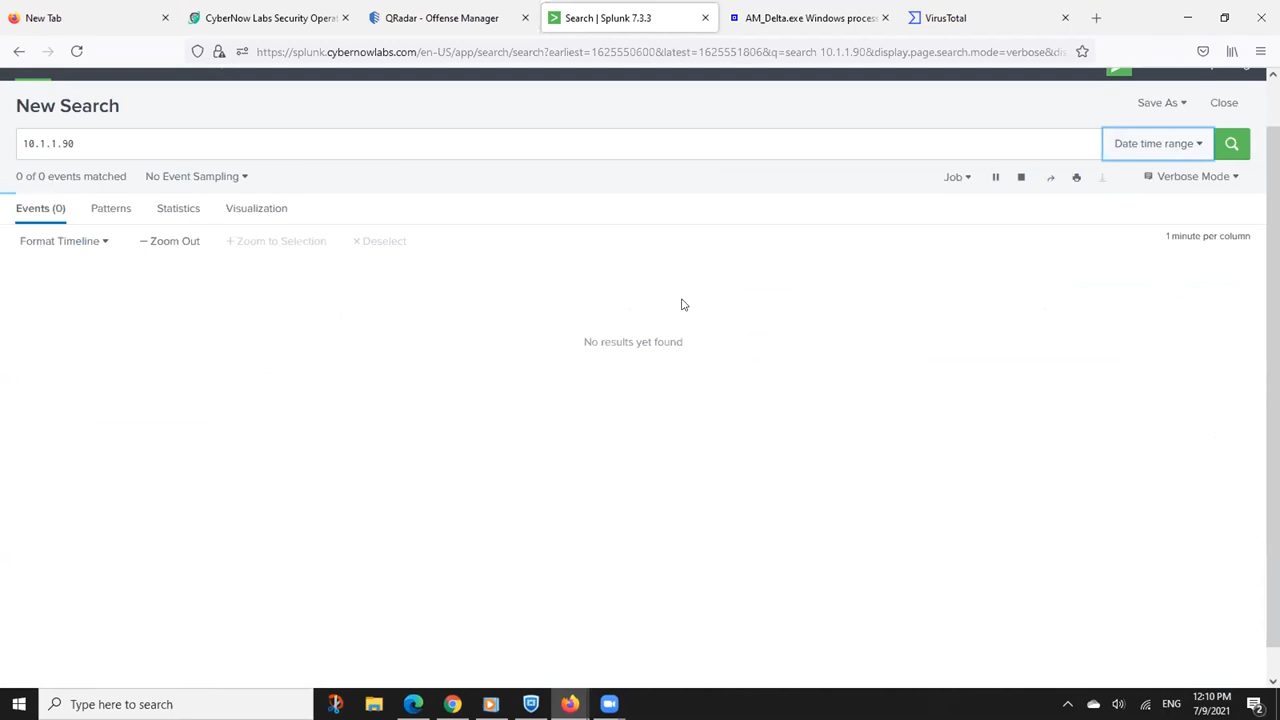 New Tab
CyberNow Labs Security Operat
QRadar - Offense Manager
Search | Splunk 7.3.3
AM_Delta.exe Windows process
VirusTotal
https://splunk.cybernowlabs.com/en-US/app/search/search?earliest=1625550600&latest=1625551806&q=search 10.1.1.90&display.page.search.mode=verbose&dis
New Search
Save As
Close
10.1.1.90
Date time range
0 of 0 events matched
No Event Sampling
Job
Verbose Mode
Events (0)
Patterns
Statistics
Visualization
Format Timeline
— Zoom Out
+ Zoom to Selection
× Deselect
1 minute per column
No results yet found
Type here to search
ENG
12:10 PM
7/9/2021
2